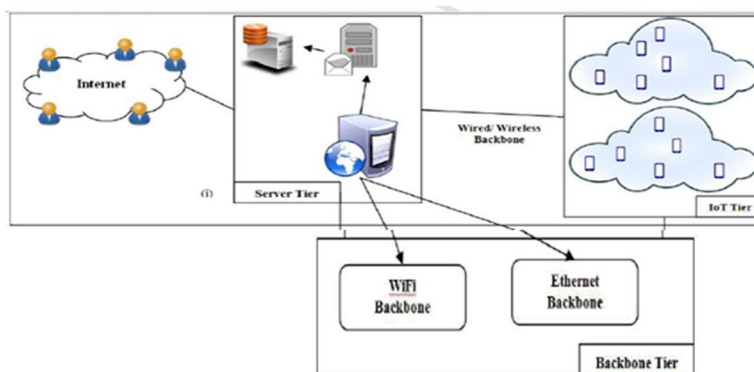 Internet
Wired/ Wireless
Backbone
(i)
Server Tier
IoT Tier
WiFi
Backbone
Ethernet
Backbone
Backbone Tier